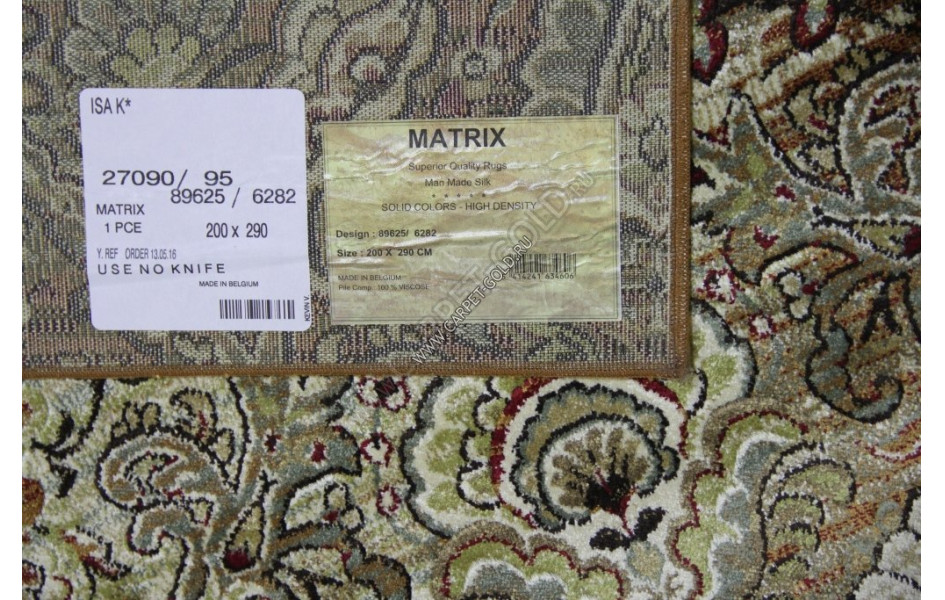 ISA K*
27090/ 95
89625 / 6282
MATRIX
1 PCE 200 x 290
Y. REF ORDER 13.05.16
USE NO KNIFE
MADE IN BELGIUM
KEVIN V.
MATRIX
Superior Quality Rugs
Man Made Silk
SOLID COLORS - HIGH DENSITY
Design : 89625/ 6282
Size : 200 X 290 CM
MADE IN BELGIUM
Pile Comp.: 100 % VISCOSE
WWW.CARPET-GOLD.RU